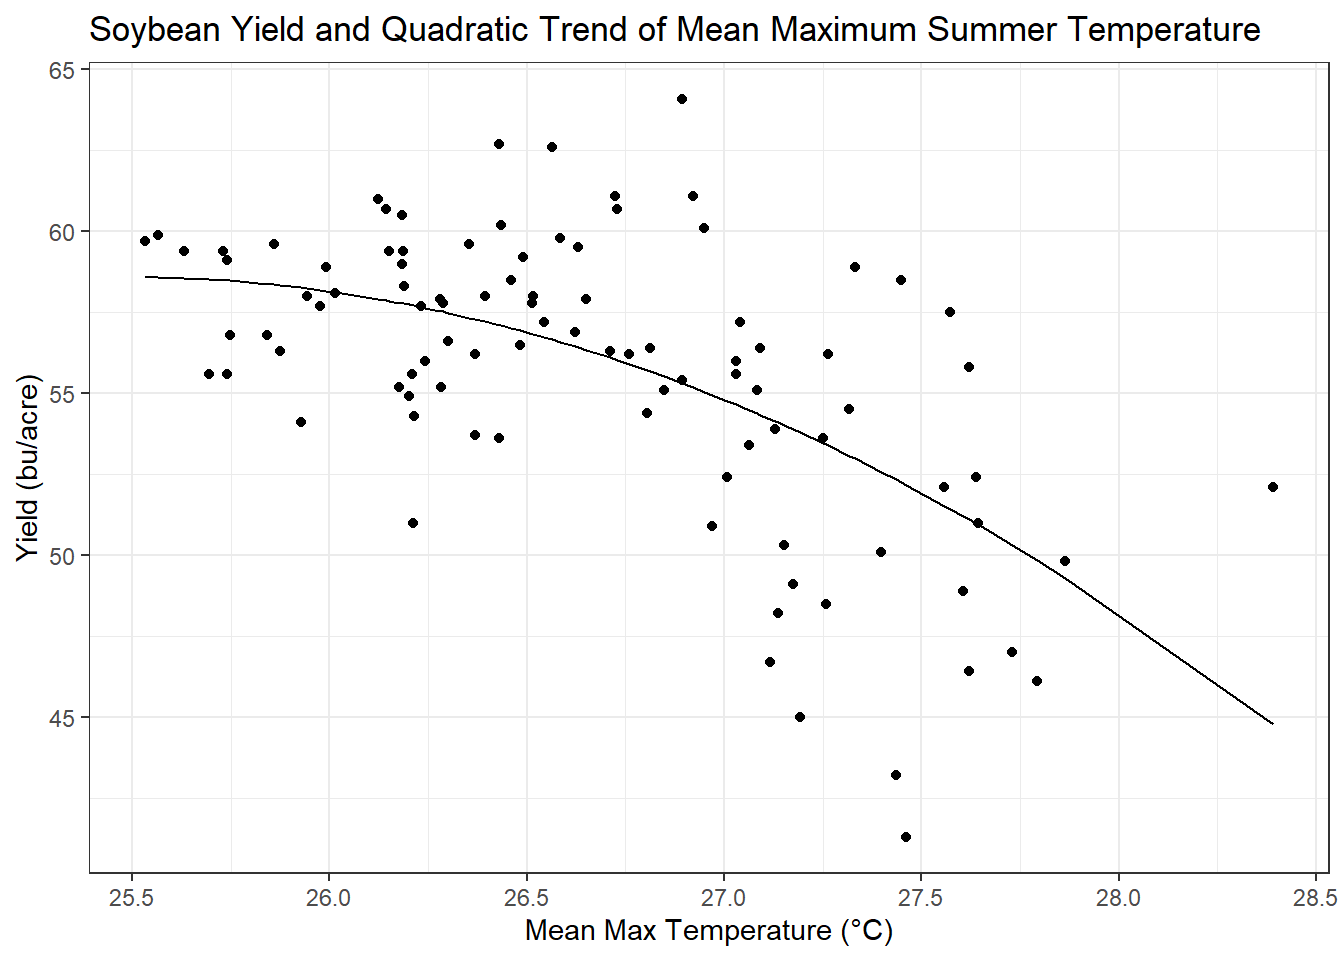 Soybean Yield and Quadratic Trend of Mean Maximum Summer Temperature
65
60
55
50
45
Yield (bu/acre)
25.5 26.0 26.5 27.0 27.5 28.0 28.5
Mean Max Temperature (°C)